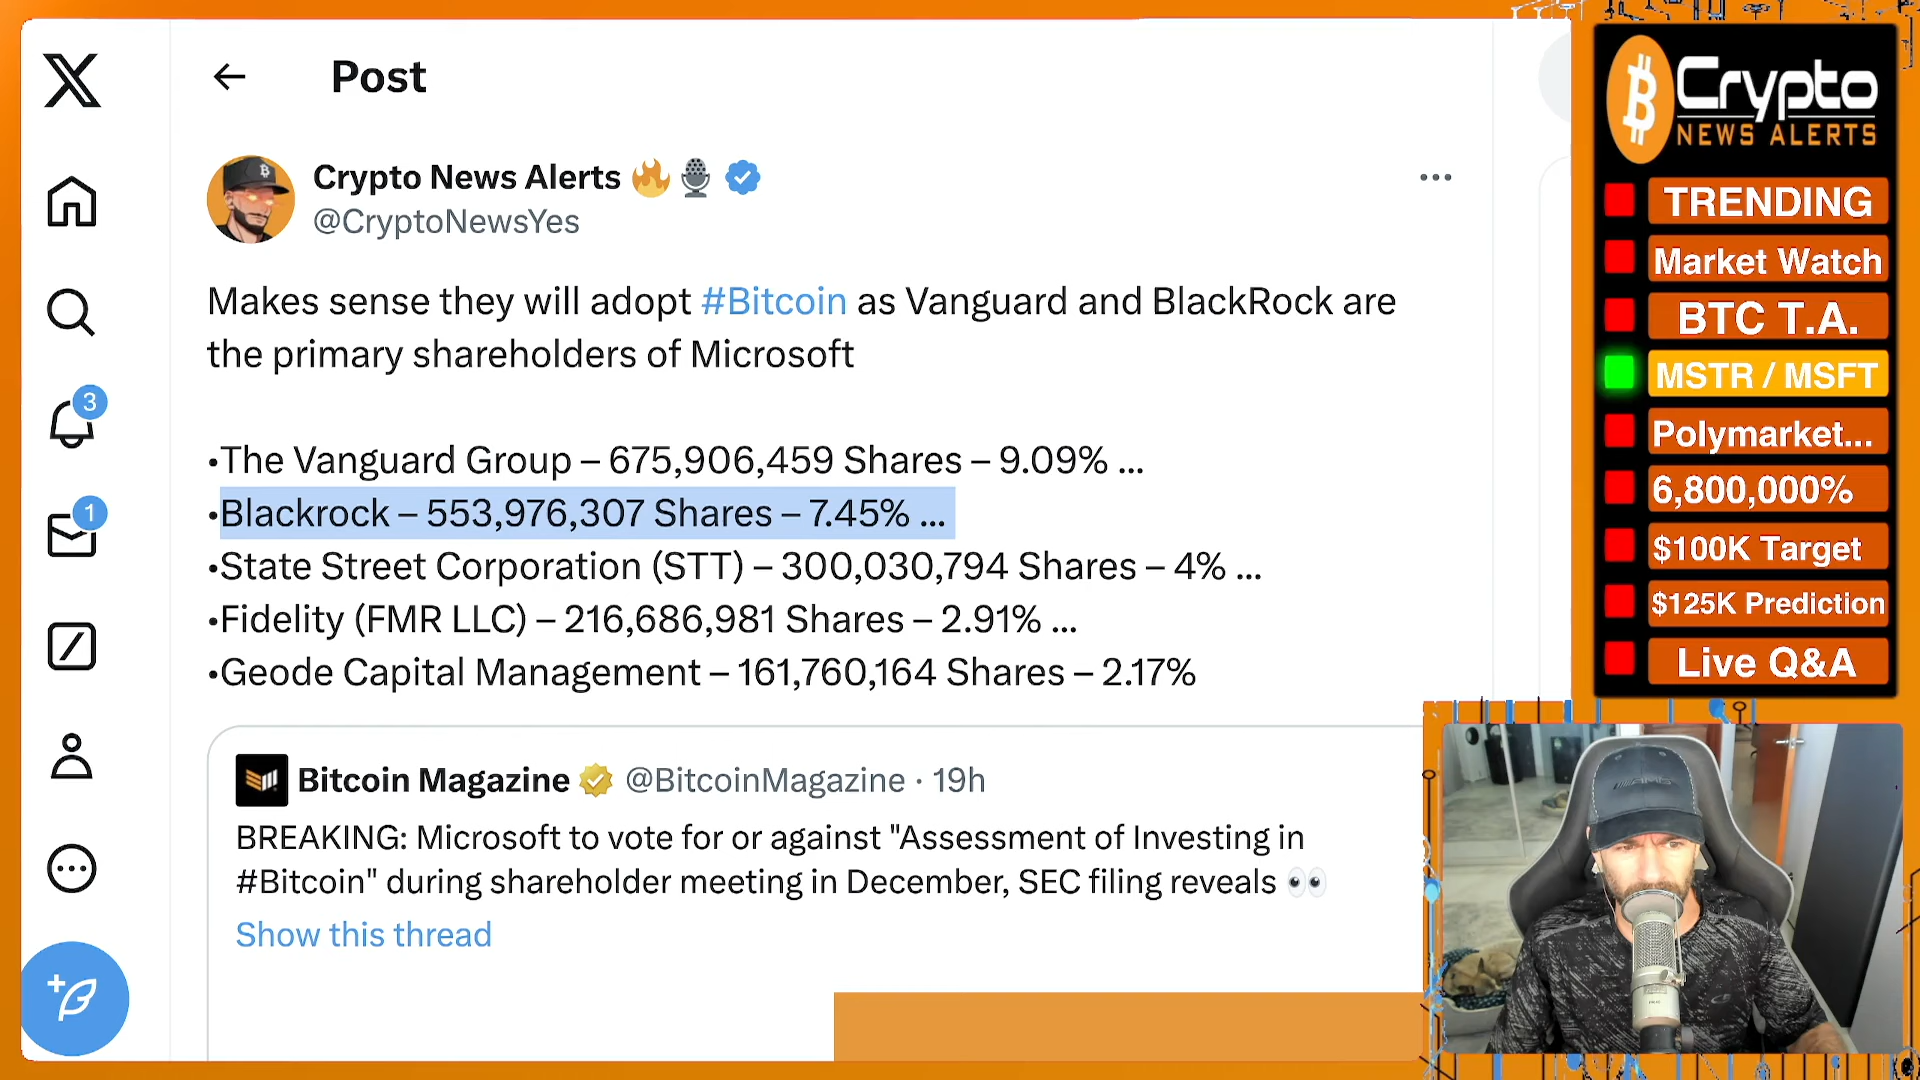 Post
Crypto News Alerts
@CryptoNewsYes
Makes sense they will adopt #Bitcoin as Vanguard and BlackRock are
the primary shareholders of Microsoft
•The Vanguard Group – 675,906,459 Shares – 9.09% ...
•Blackrock – 553,976,307 Shares – 7.45% ...
•State Street Corporation (STT) – 300,030,794 Shares – 4% ...
•Fidelity (FMR LLC) – 216,686,981 Shares – 2.91% ...
•Geode Capital Management – 161,760,164 Shares – 2.17%
Bitcoin Magazine @BitcoinMagazine · 19h
BREAKING: Microsoft to vote for or against "Assessment of Investing in
#Bitcoin" during shareholder meeting in December, SEC filing reveals
Show this thread
3
1
Crypto
NEWS ALERTS
TRENDING
Market Watch
BTC T.A.
MSTR / MSFT
Polymarket...
6,800,000%
$100K Target
$125K Prediction
Live Q&A
AMG